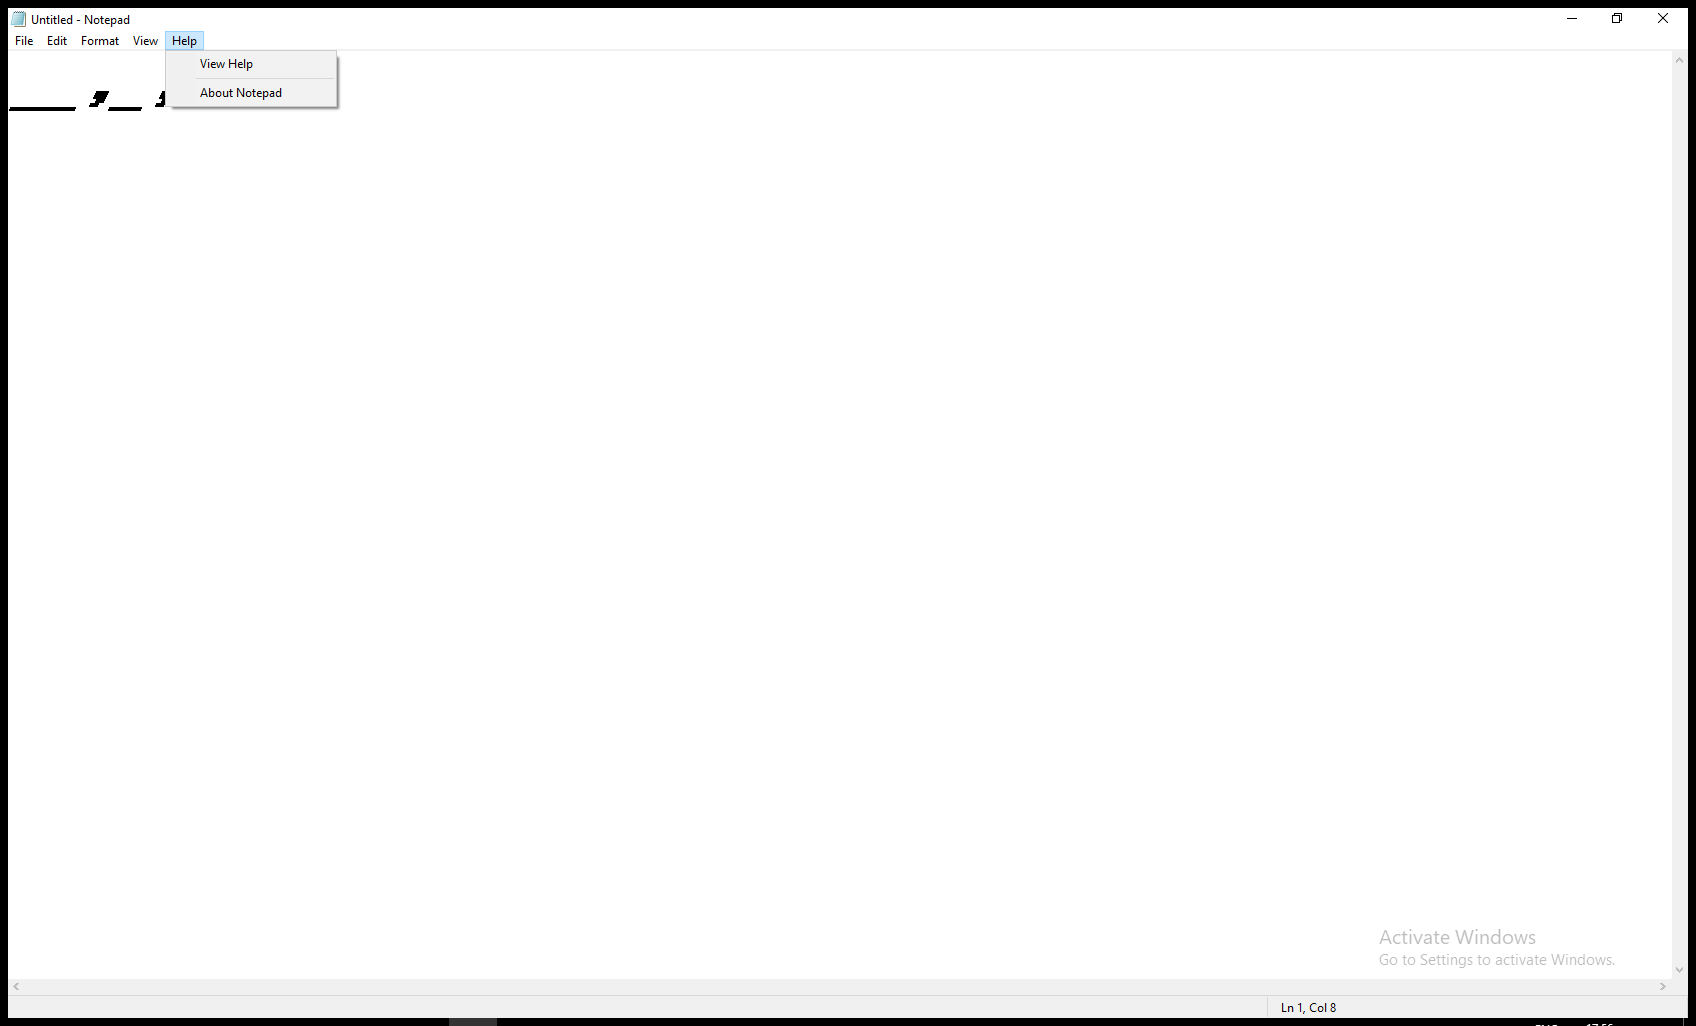 Untitled - Notepad
File Edit Format View Help
View Help
About Notepad
Activate Windows
Go to Settings to activate Windows.
Ln 1, Col 8